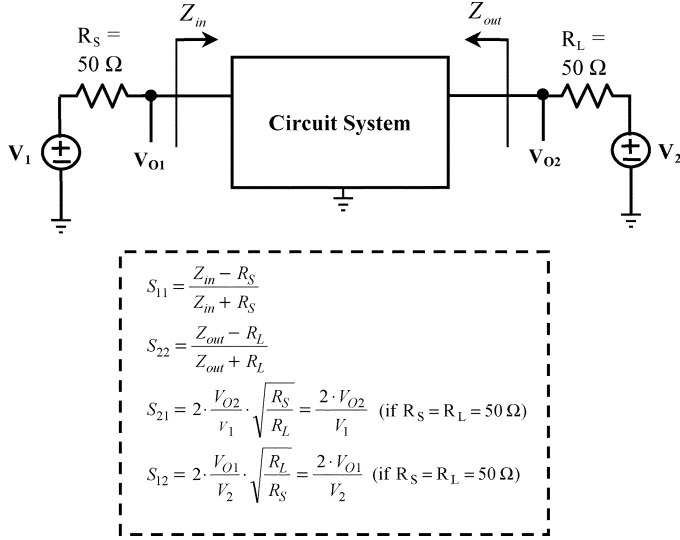 Z_in
Z_out
R_S =
50 Ω
R_L =
50 Ω
Circuit System
V_1
+
−
V_O1
V_O2
+
−
V_2
S_11 = (Z_in − R_S) / (Z_in + R_S)
S_22 = (Z_out − R_L) / (Z_out + R_L)
S_21 = 2 · V_O2 / V_1 · √(R_S / R_L) = 2 · V_O2 / V_1 (if R_S = R_L = 50 Ω)
S_12 = 2 · V_O1 / V_2 · √(R_L / R_S) = 2 · V_O1 / V_2 (if R_S = R_L = 50 Ω)